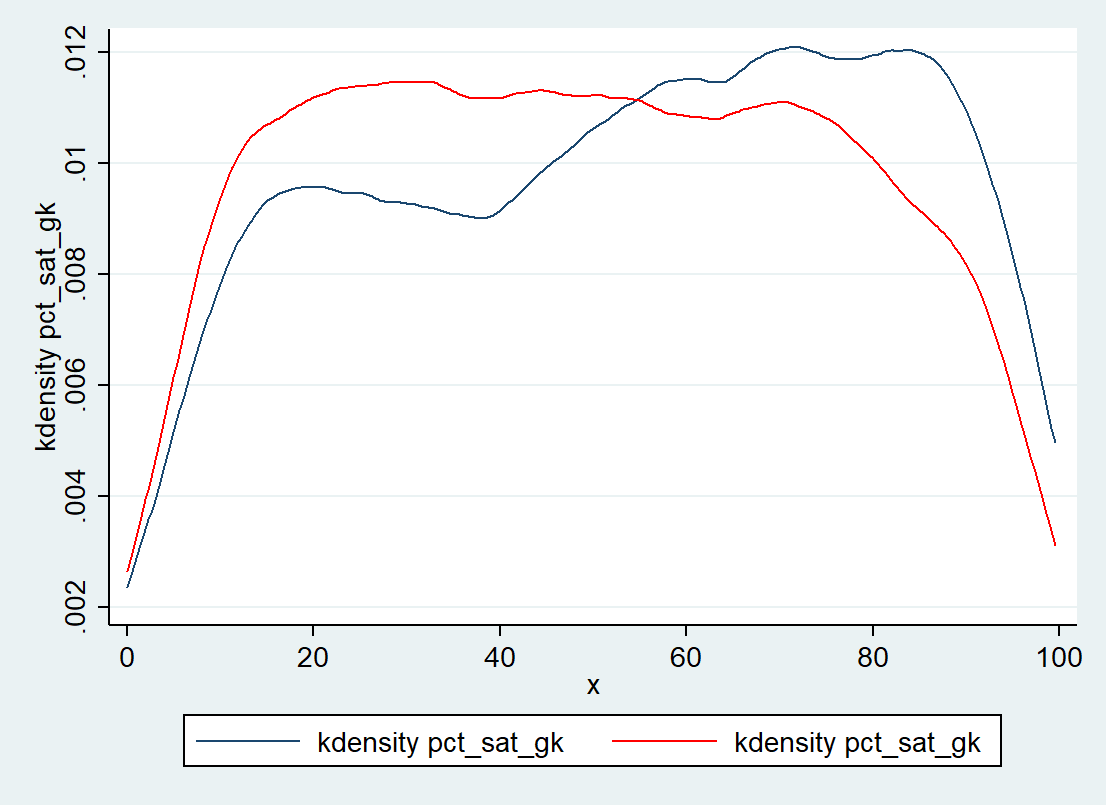 kdensity pct_sat_gk
.012
.01
.008
.006
.004
.002
0 20 40 60 80 100
x
kdensity pct_sat_gk kdensity pct_sat_gk